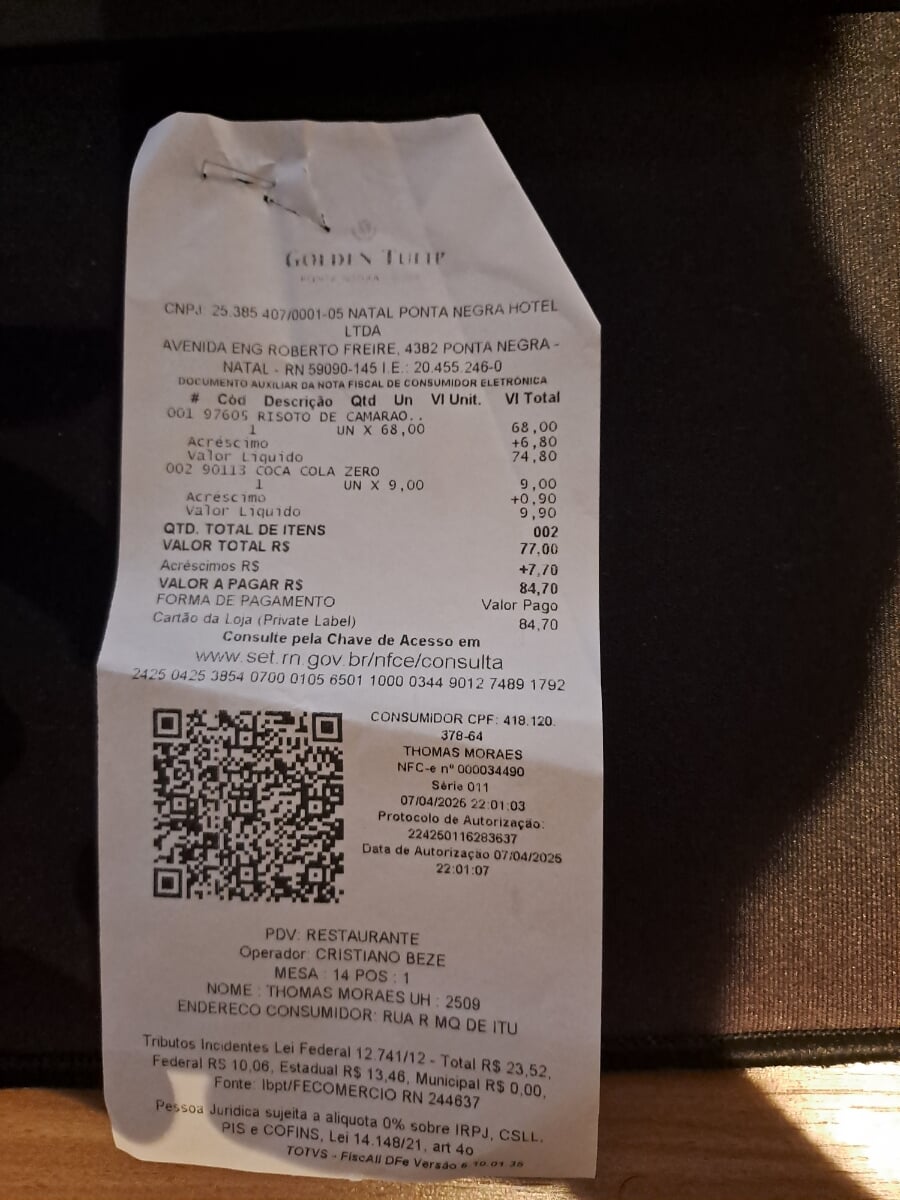 GOLDEN TULIP
PONTA NEGRA
CNPJ: 25.385.407/0001-05 NATAL PONTA NEGRA HOTEL
LTDA
AVENIDA ENG ROBERTO FREIRE, 4382 PONTA NEGRA -
NATAL - RN 59090-145 I.E.: 20.455.246-0
DOCUMENTO AUXILIAR DA NOTA FISCAL DE CONSUMIDOR ELETRÔNICA
# Cód Descrição Qtd Un Vl Unit. Vl Total
001 97605 RISOTO DE CAMARAO..
1 UN X 68,00 68,00
Acréscimo +6,80
Valor Líquido 74,80
002 90113 COCA COLA ZERO
1 UN X 9,00 9,00
Acréscimo +0,90
Valor Líquido 9,90
QTD. TOTAL DE ITENS 002
VALOR TOTAL R$ 77,00
Acréscimos R$ +7,70
VALOR A PAGAR R$ 84,70
FORMA DE PAGAMENTO Valor Pago
Cartão da Loja (Private Label) 84,70
Consulte pela Chave de Acesso em
www.set.rn.gov.br/nfce/consulta
2425 0425 3854 0700 0105 6501 1000 0344 9012 7489 1792
CONSUMIDOR CPF: 418.120.
378-64
THOMAS MORAES
NFC-e nº 000034490
Série 011
07/04/2025 22:01:03
Protocolo de Autorização:
224250116283637
Data de Autorização 07/04/2025
22:01:07
PDV: RESTAURANTE
Operador: CRISTIANO BEZE
MESA : 14 POS : 1
NOME : THOMAS MORAES UH : 2509
ENDERECO CONSUMIDOR: RUA R MQ DE ITU
Tributos Incidentes Lei Federal 12.741/12 - Total R$ 23,52,
Federal R$ 10,06, Estadual R$ 13,46, Municipal R$ 0,00,
Fonte: Ibpt/FECOMERCIO RN 244637
Pessoa Juridica sujeita a aliquota 0% sobre IRPJ, CSLL,
PIS e COFINS, Lei 14.148/21, art 4o
TOTVS - FiscAll DFe Versão